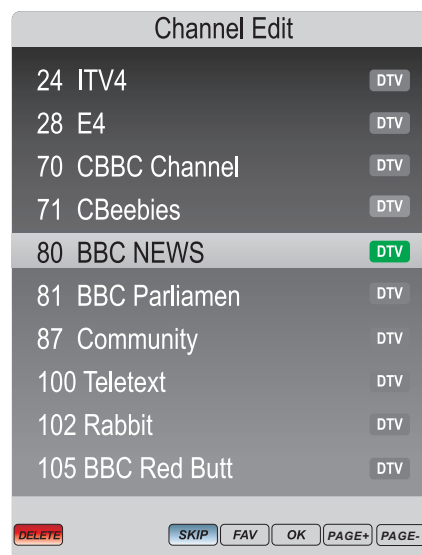 Channel Edit
24 ITV4 DTV
28 E4 DTV
70 CBBC Channel DTV
71 CBeebies DTV
80 BBC NEWS DTV
81 BBC Parliamen DTV
87 Community DTV
100 Teletext DTV
102 Rabbit DTV
105 BBC Red Butt DTV
DELETE SKIP FAV OK PAGE+ PAGE-